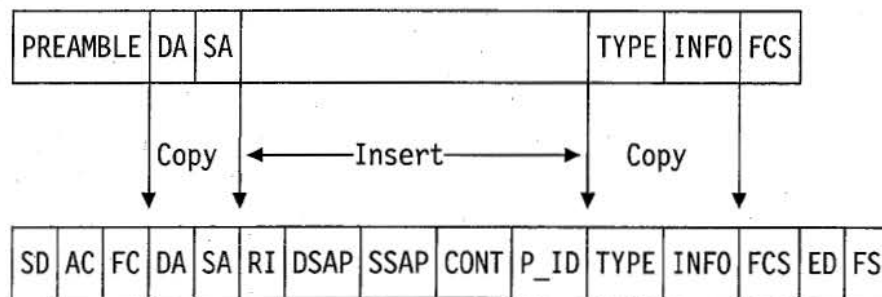 PREAMBLE DA SA TYPE INFO FCS
Copy Insert Copy
SD AC FC DA SA RI DSAP SSAP CONT P_ID TYPE INFO FCS ED FS